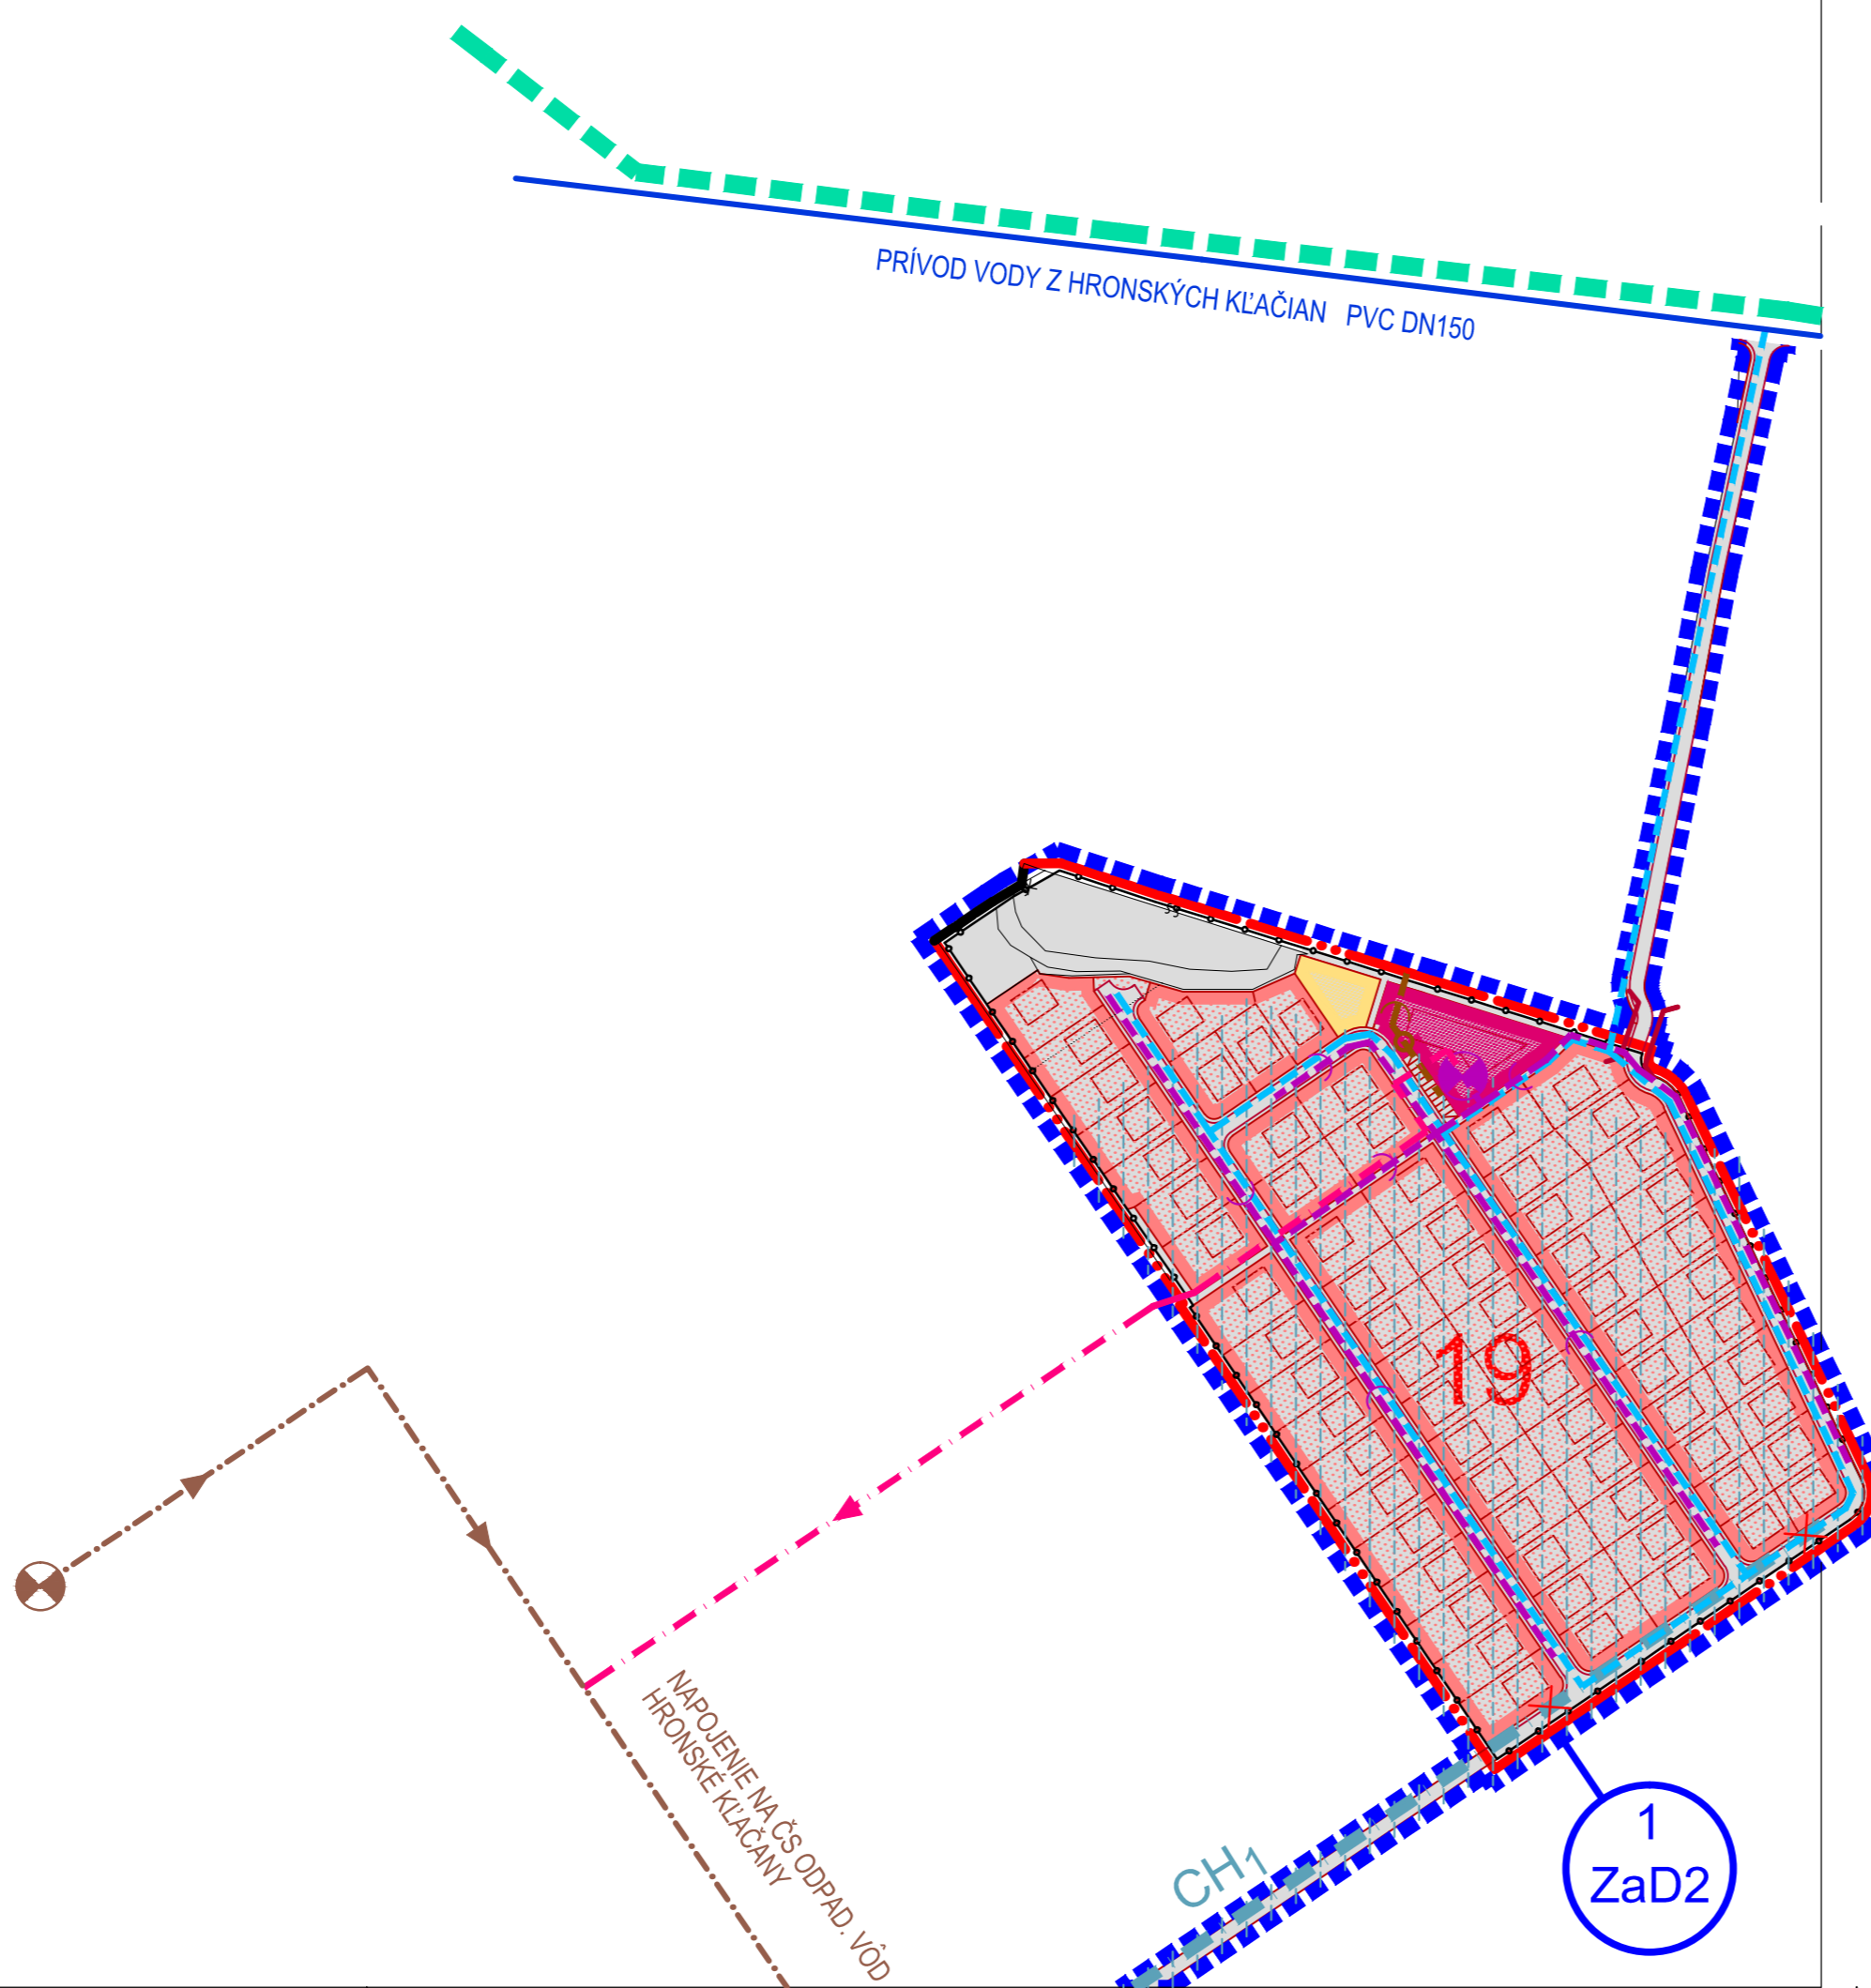 PRÍVOD VODY Z HRONSKÝCH KĽAČIAN PVC DN150
19
NAPOJENIE NA ČS ODPAD. VÔD
HRONSKÉ KĽAČANY
CH1
1
ZaD2